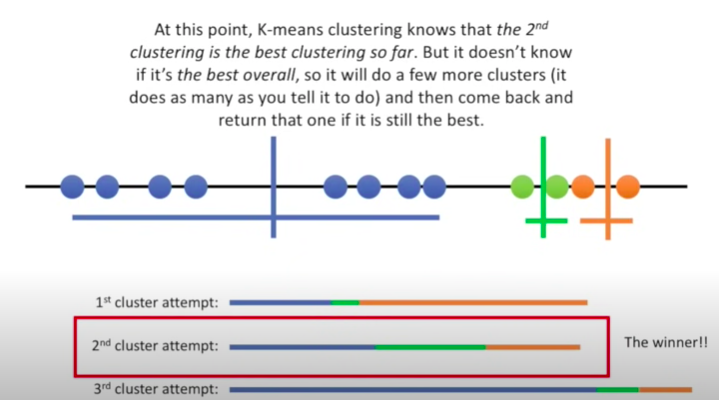 At this point, K-means clustering knows that the 2nd
clustering is the best clustering so far. But it doesn't know
if it's the best overall, so it will do a few more clusters (it
does as many as you tell it to do) and then come back and
return that one if it is still the best.
1st cluster attempt:
2nd cluster attempt:
The winner!!
3rd cluster attempt: